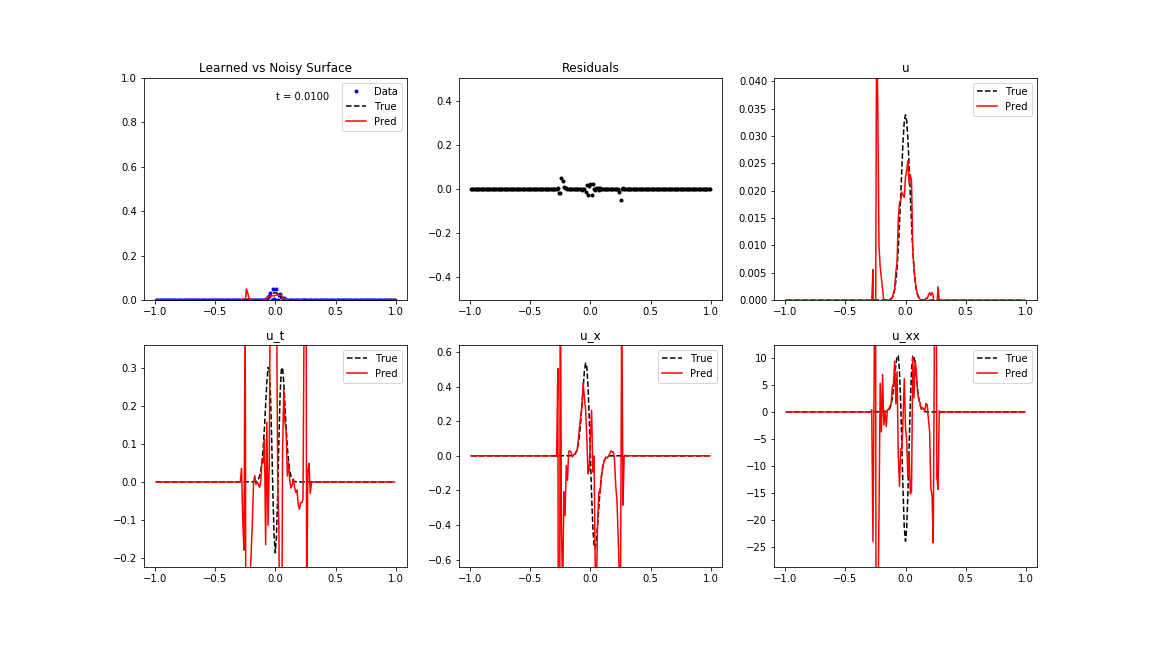 Learned vs Noisy Surface
t = 0.0100
Data
True
Pred
1.0
0.8
0.6
0.4
0.2
0.0
−1.0 −0.5 0.0 0.5 1.0
Residuals
0.4
0.2
0.0
−0.2
−0.4
−1.0 −0.5 0.0 0.5 1.0
u
True
Pred
0.040
0.035
0.030
0.025
0.020
0.015
0.010
0.005
0.000
−1.0 −0.5 0.0 0.5 1.0
u_t
True
Pred
0.3
0.2
0.1
0.0
−0.1
−0.2
−1.0 −0.5 0.0 0.5 1.0
u_x
True
Pred
0.6
0.4
0.2
0.0
−0.2
−0.4
−0.6
−1.0 −0.5 0.0 0.5 1.0
u_xx
True
Pred
10
5
0
−5
−10
−15
−20
−25
−1.0 −0.5 0.0 0.5 1.0